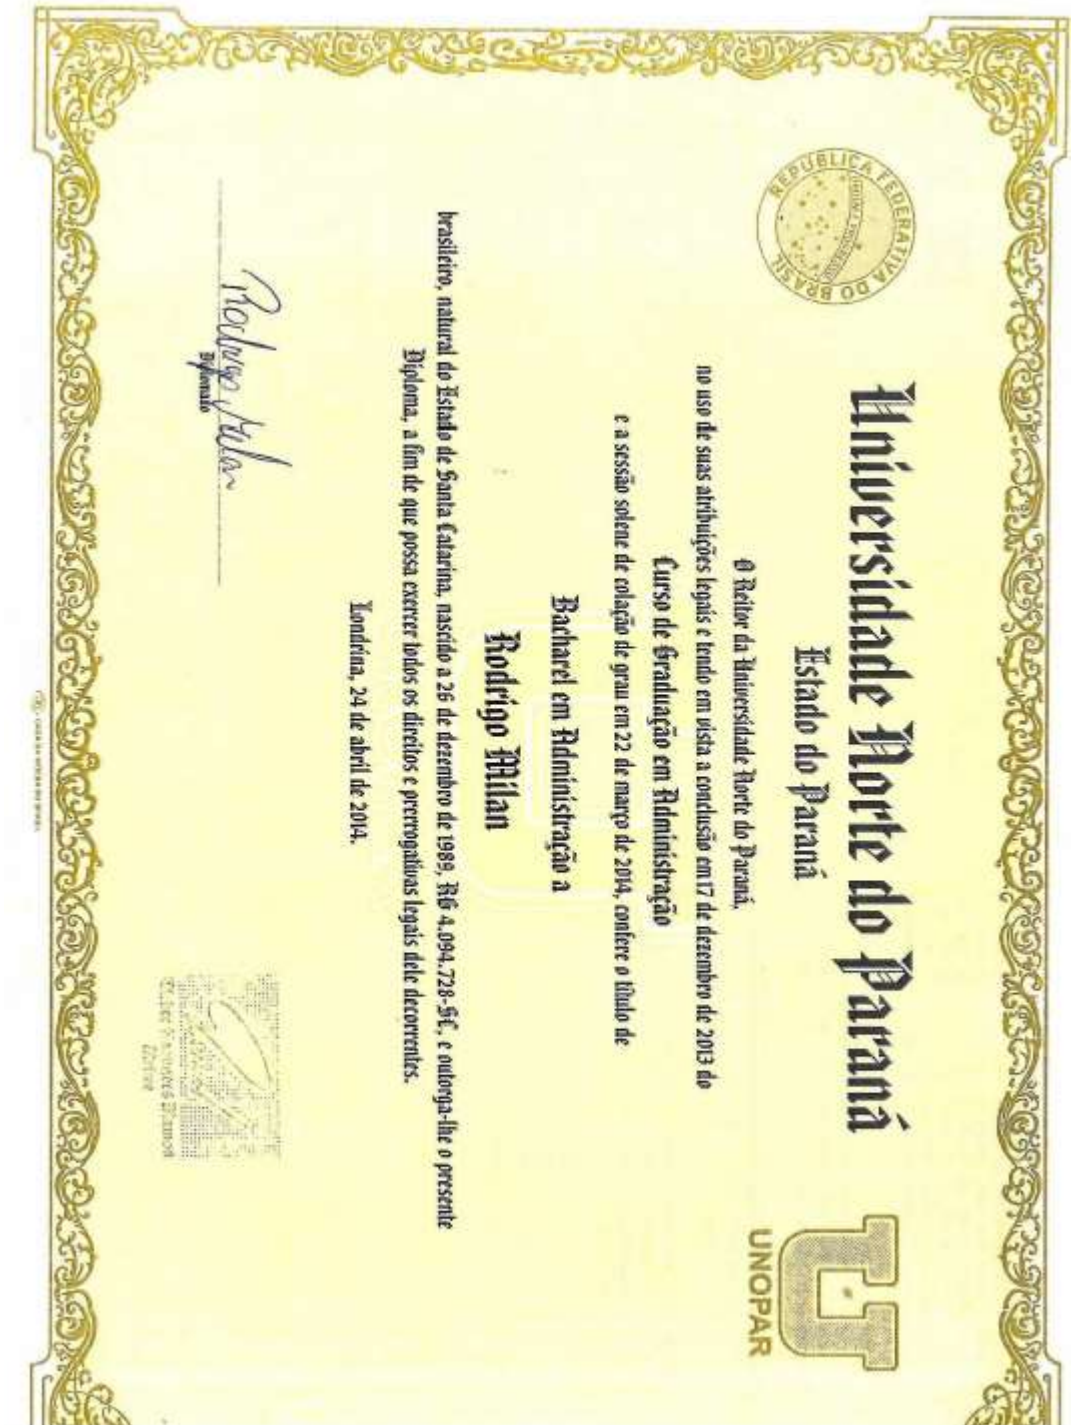 REPÚBLICA FEDERATIVA DO BRASIL
Universidade Norte do Paraná
Estado do Paraná
UNOPAR
O Reitor da Universidade Norte do Paraná,
no uso de suas atribuições legais e tendo em vista a conclusão em 17 de dezembro de 2013 do
Curso de Graduação em Administração
e a sessão solene de colação de grau em 22 de março de 2014, confere o título de
Bacharel em Administração a
Rodrigo Milan
brasileiro, natural do Estado de Santa Catarina, nascido a 26 de dezembro de 1989, RG 4.094.728-SC, e outorga-lhe o presente
Diploma, a fim de que possa exercer todos os direitos e prerrogativas legais dele decorrentes.
Londrina, 24 de abril de 2014.
Rodrigo Milan
Diplomado